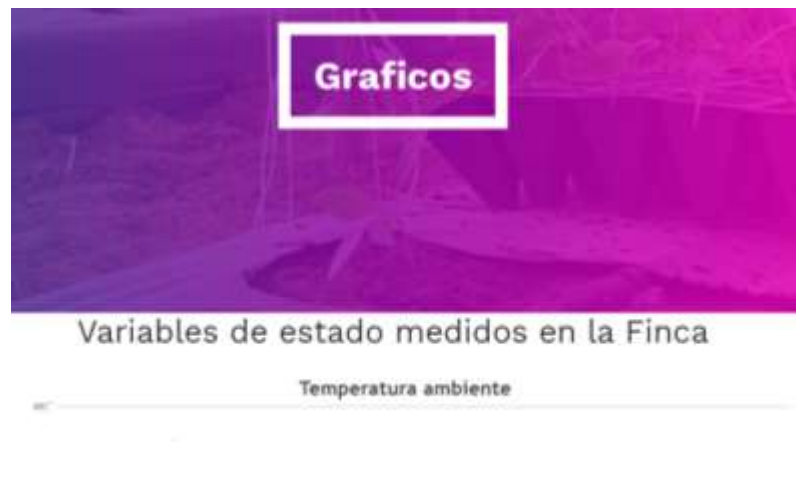 Graficos
Variables de estado medidos en la Finca
Temperatura ambiente